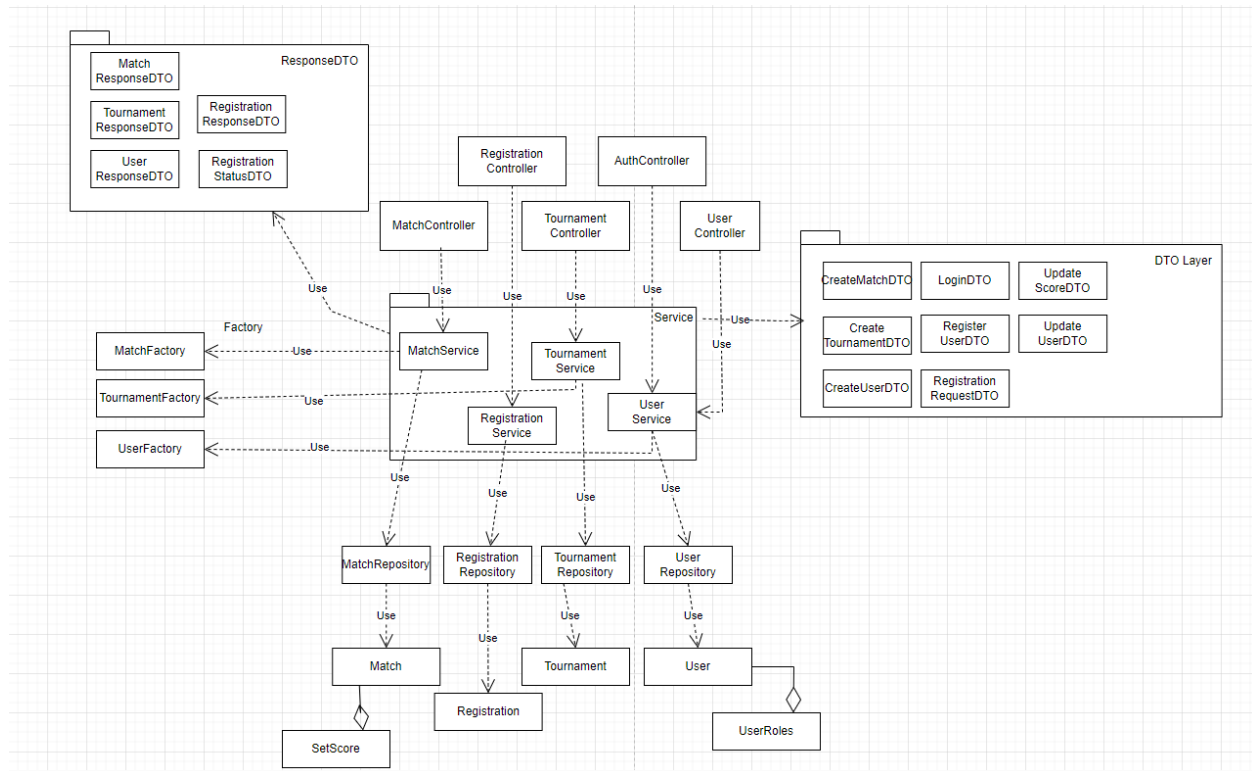 ResponseDTO
Match
ResponseDTO
Tournament
ResponseDTO
Registration
ResponseDTO
User
ResponseDTO
Registration
StatusDTO
Registration
Controller
AuthController
MatchController
Tournament
Controller
User
Controller
DTO Layer
CreateMatchDTO
LoginDTO
Update
ScoreDTO
Create
TournamentDTO
Register
UserDTO
Update
UserDTO
CreateUserDTO
Registration
RequestDTO
Use
Use
Use
Use
Use
Use
Use
Service
Factory
MatchFactory
Use
MatchService
Tournament
Service
TournamentFactory
Use
User
Service
Registration
Service
UserFactory
Use
Use
Use
Use
Use
MatchRepository
Registration
Repository
Tournament
Repository
User
Repository
Use
Use
Use
Use
Match
Tournament
User
Registration
SetScore
UserRoles